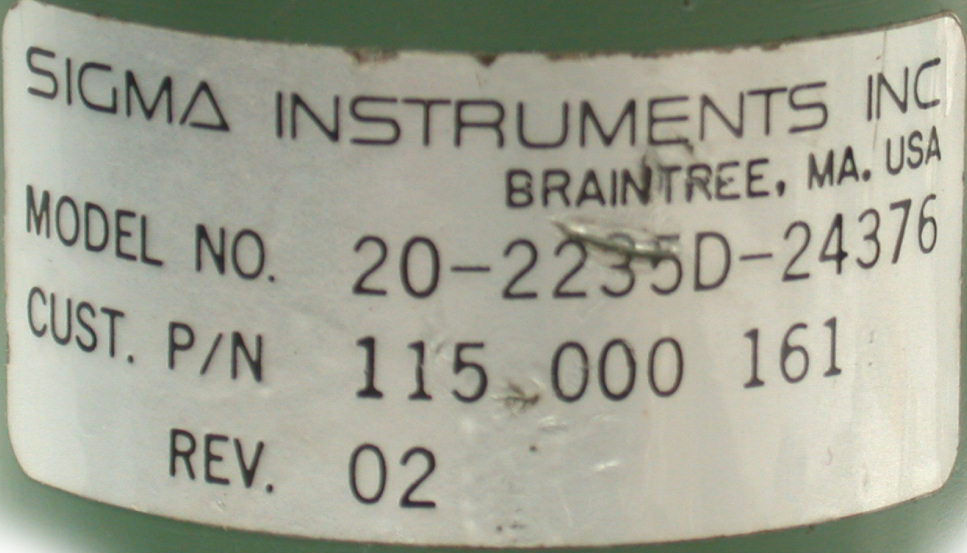 SIGMA INSTRUMENTS INC
BRAINTREE, MA. USA
MODEL NO. 20-2235D-24376
CUST. P/N 115 000 161
REV. 02